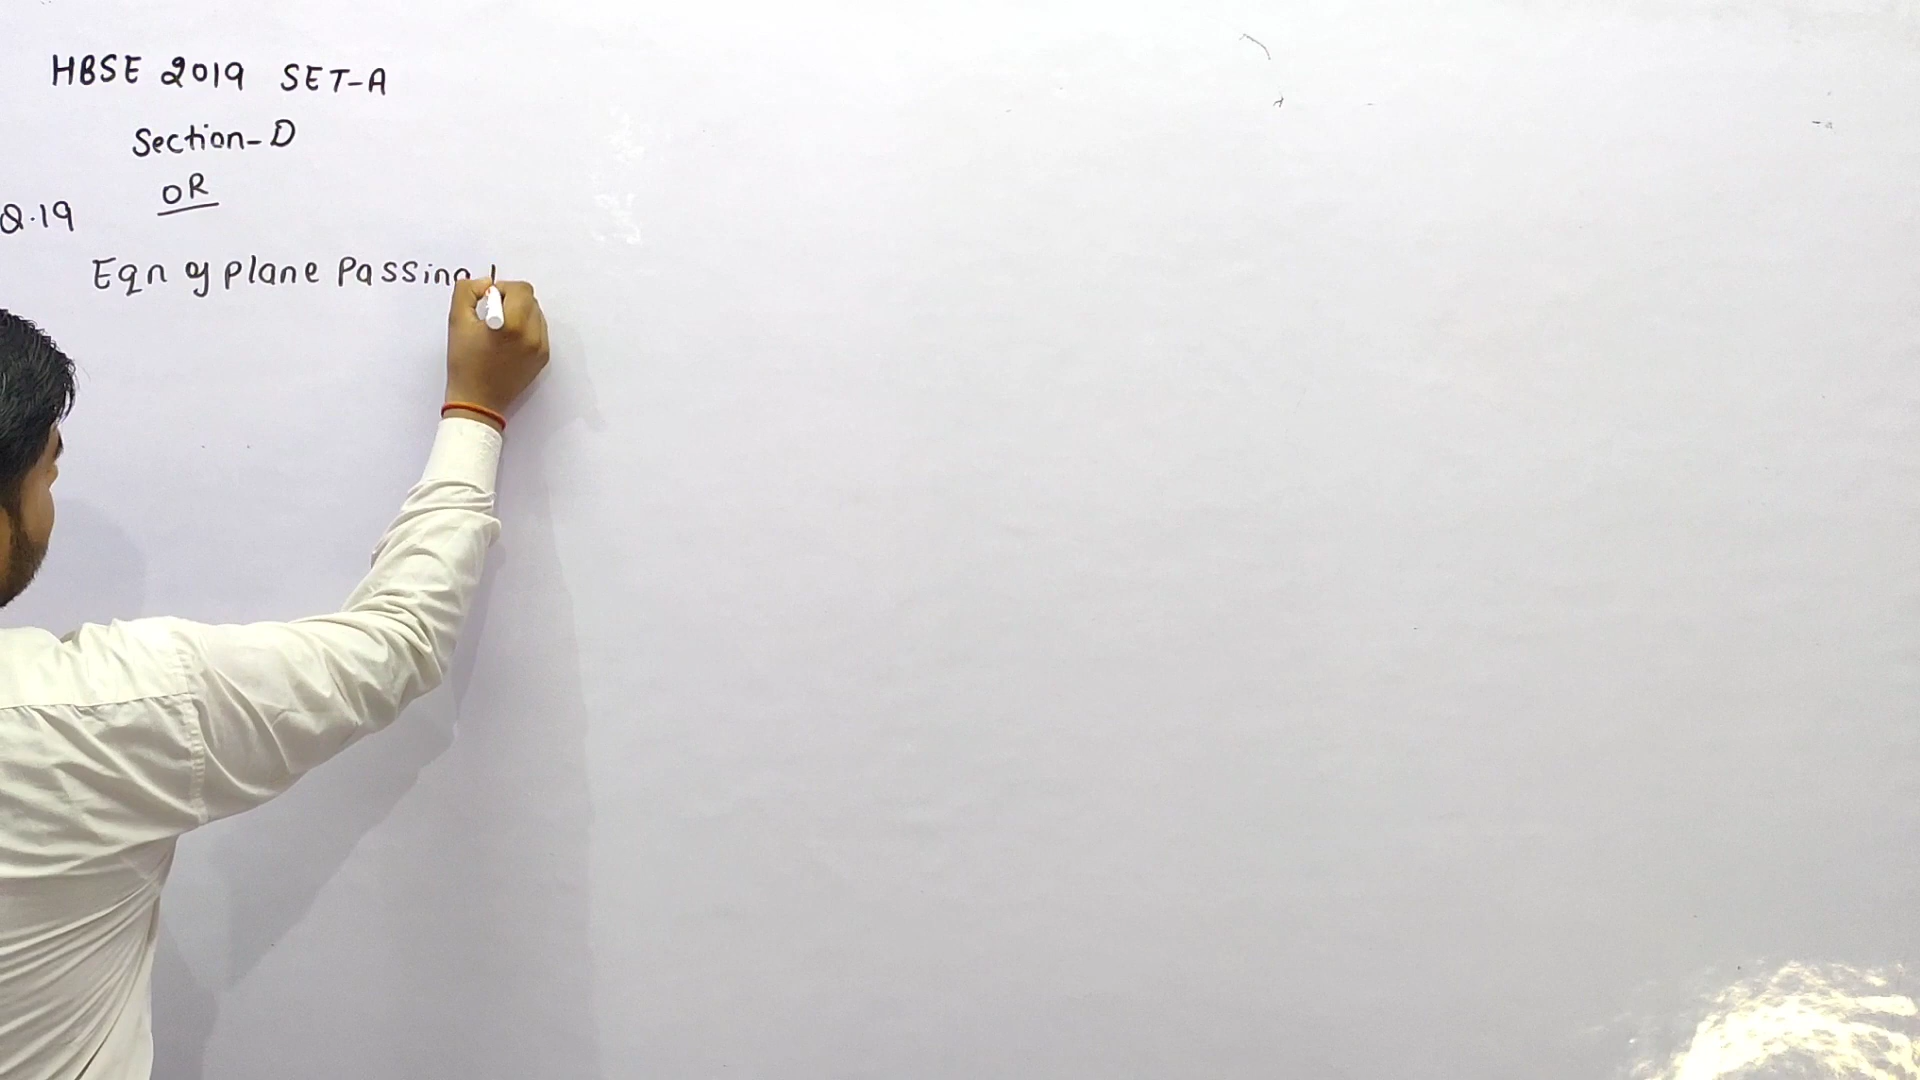 HBSE 2019 SET-A
Section-D
OR
Q.19
Eqn of plane Passing